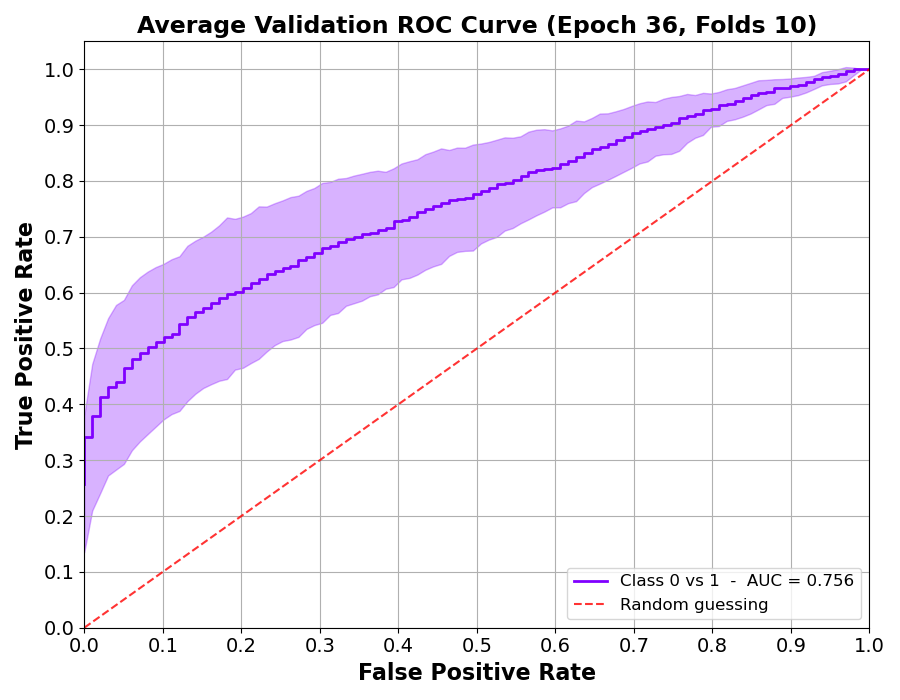 Average Validation ROC Curve (Epoch 36, Folds 10)
True Positive Rate
1.0
0.9
0.8
0.7
0.6
0.5
0.4
0.3
0.2
0.1
0.0
Class 0 vs 1 - AUC = 0.756
Random guessing
0.0 0.1 0.2 0.3 0.4 0.5 0.6 0.7 0.8 0.9 1.0
False Positive Rate